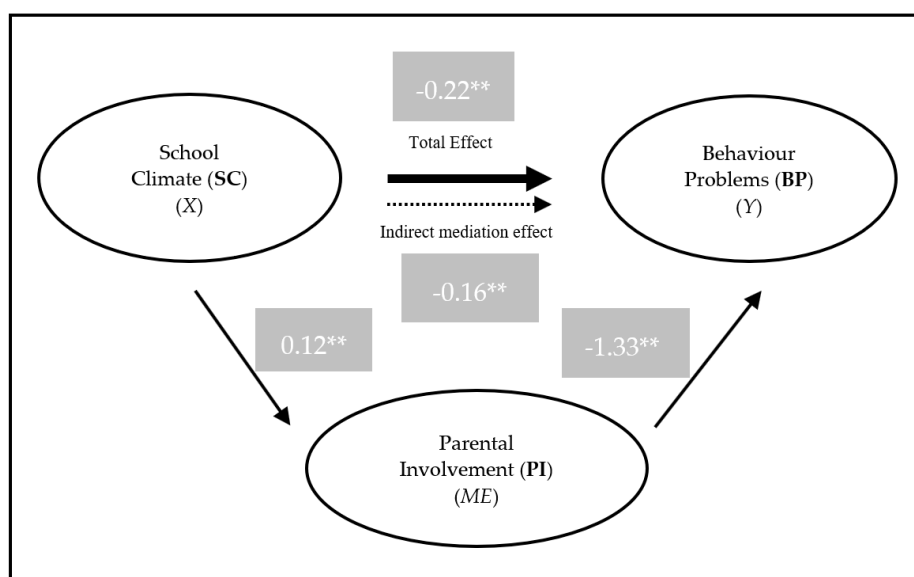 -0.22**
Total Effect
School
Climate (SC)
(X)
Behaviour
Problems (BP)
(Y)
Indirect mediation effect
-0.16**
0.12**
-1.33**
Parental
Involvement (PI)
(ME)